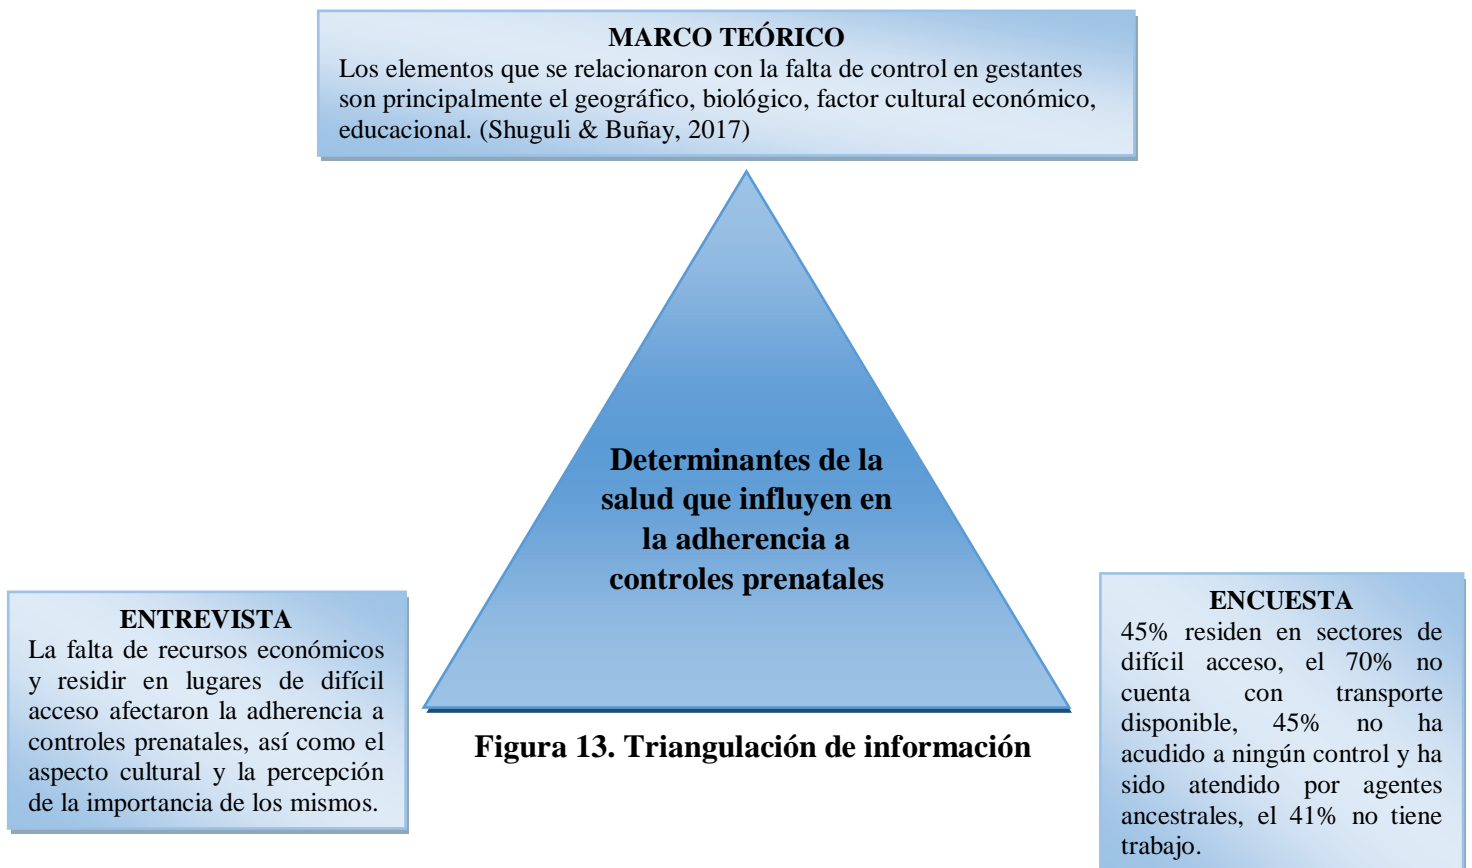 MARCO TEÓRICO
Los elementos que se relacionaron con la falta de control en gestantes
son principalmente el geográfico, biológico, factor cultural económico,
educacional. (Shuguli & Buñay, 2017)
Determinantes de la
salud que influyen en
la adherencia a
controles prenatales
ENTREVISTA
La falta de recursos económicos
y residir en lugares de difícil
acceso afectaron la adherencia a
controles prenatales, así como el
aspecto cultural y la percepción
de la importancia de los mismos.
ENCUESTA
45% residen en sectores de
difícil acceso, el 70% no
cuenta con transporte
disponible, 45% no ha
acudido a ningún control y ha
sido atendido por agentes
ancestrales, el 41% no tiene
trabajo.
Figura 13. Triangulación de información